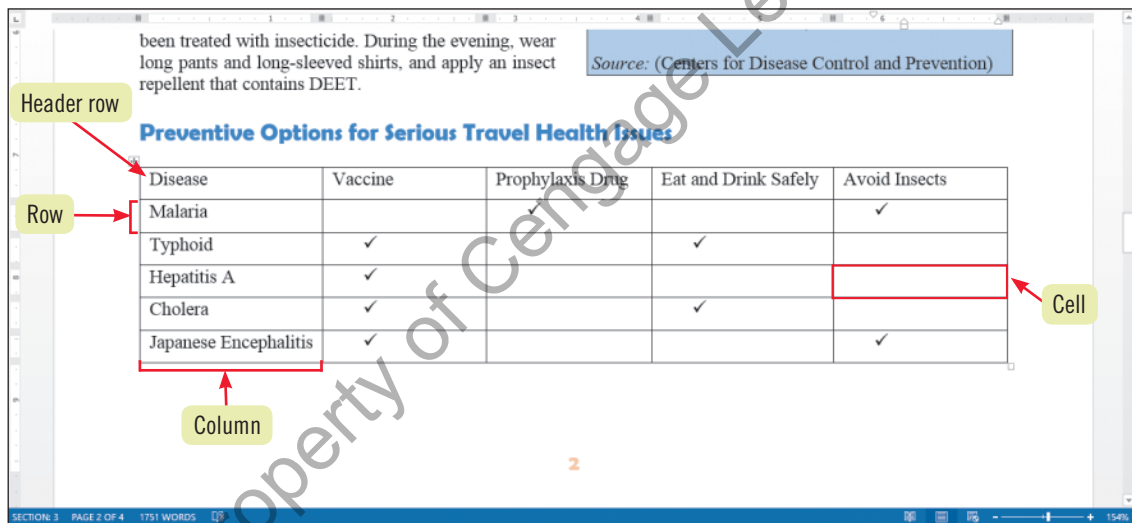 been treated with insecticide. During the evening, wear
long pants and long-sleeved shirts, and apply an insect
repellent that contains DEET.
Source: (Centers for Disease Control and Prevention)
Header row
Preventive Options for Serious Travel Health Issues
Disease Vaccine Prophylaxis Drug Eat and Drink Safely Avoid Insects
Row
Malaria ✓ ✓
Typhoid ✓ ✓
Hepatitis A ✓
Cell
Cholera ✓ ✓
Japanese Encephalitis ✓ ✓
Column
2
SECTION: 3 PAGE 2 OF 4 1751 WORDS 154%
operty of Cengage Le